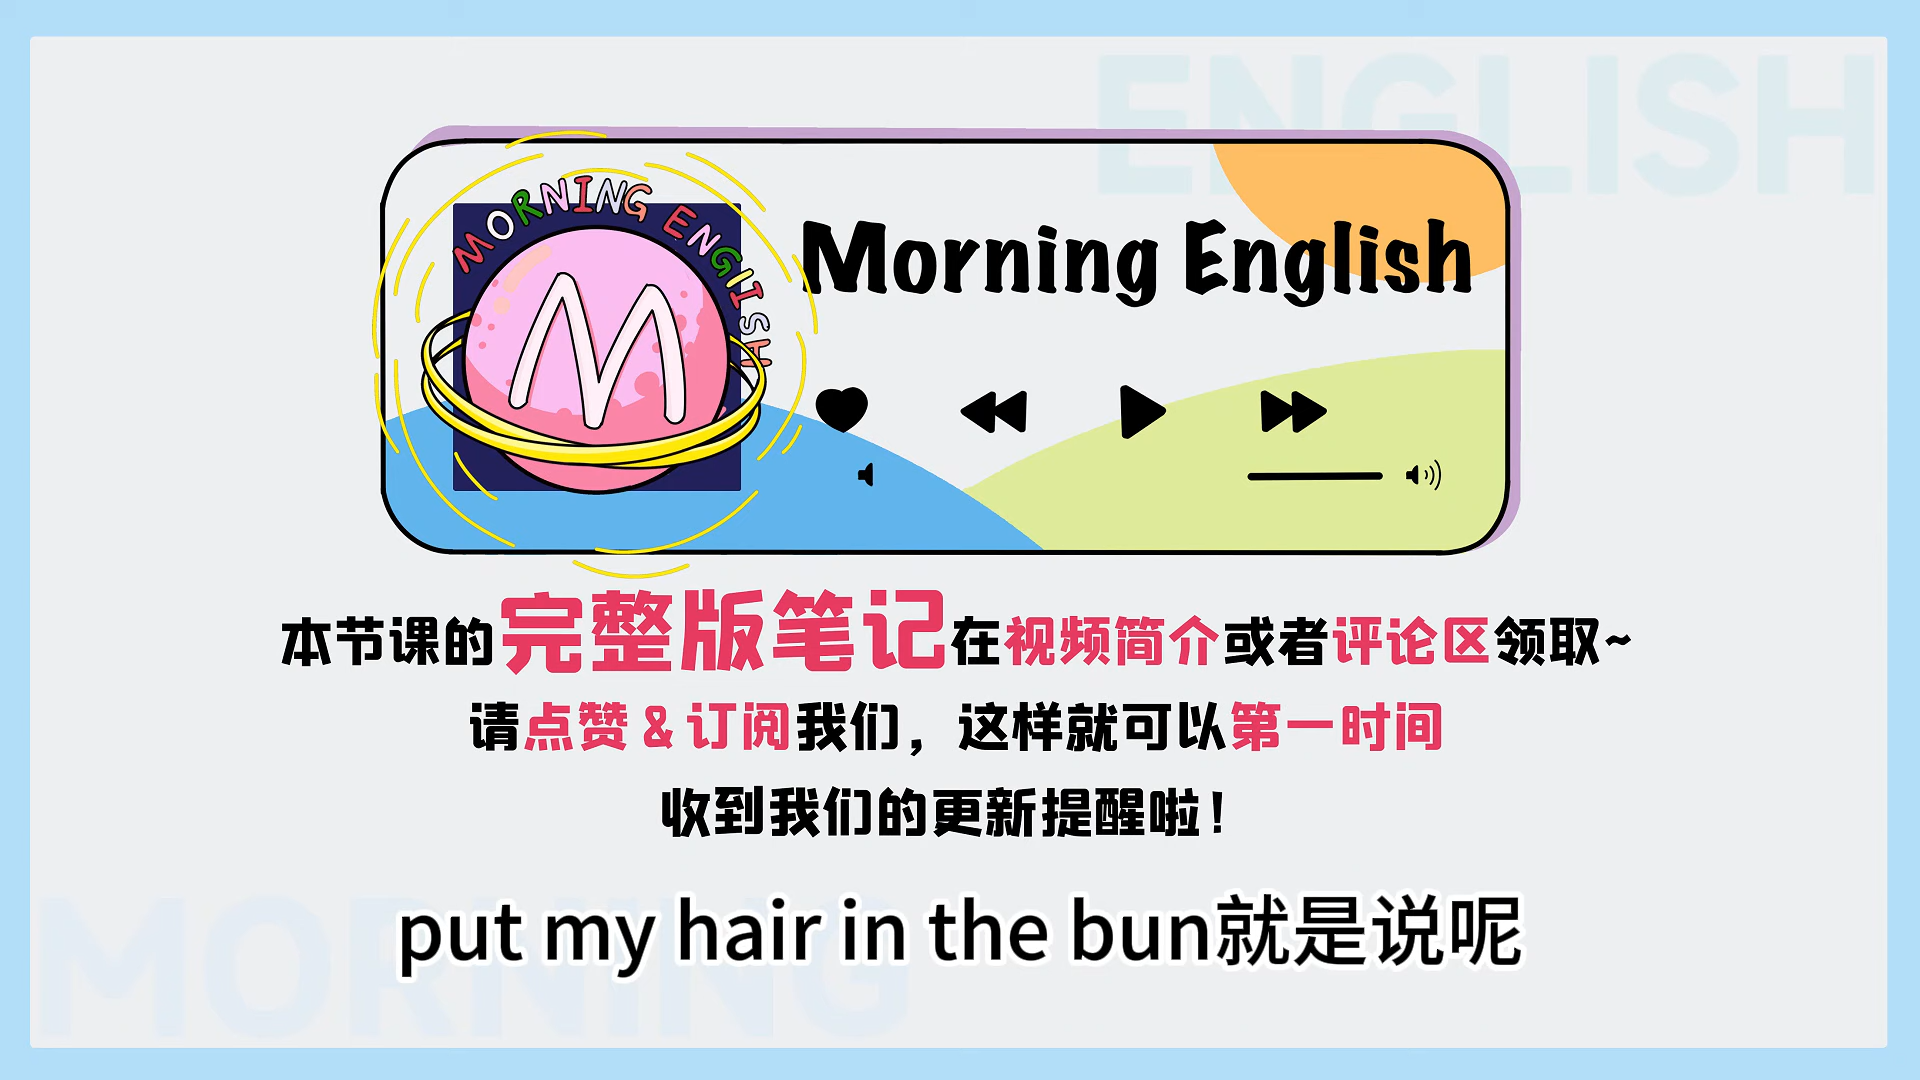 ENGLISH
MORNING ENGLISH
M
Morning English
本节课的完整版笔记在视频简介或者评论区领取~
请点赞&订阅我们，这样就可以第一时间
收到我们的更新提醒啦！
MORNING
put my hair in the bun就是说呢